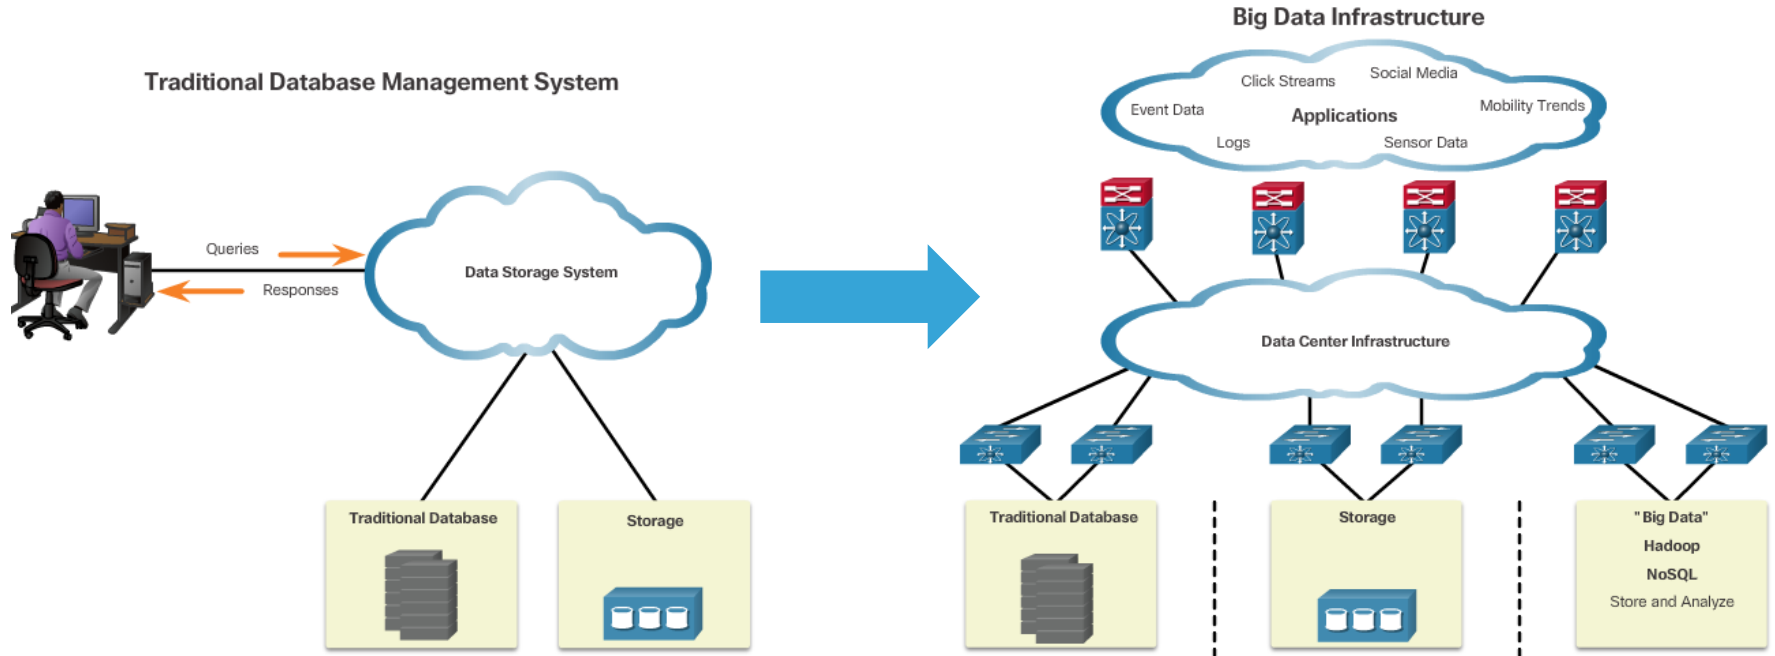 Traditional Database Management System
Queries
Responses
Data Storage System
Traditional Database
Storage
Big Data Infrastructure
Click Streams
Social Media
Event Data
Applications
Mobility Trends
Logs
Sensor Data
Data Center Infrastructure
Traditional Database
Storage
"Big Data"
Hadoop
NoSQL
Store and Analyze